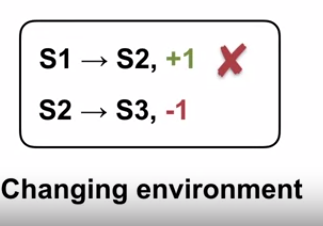 S1 → S2, +1 ✘
S2 → S3, -1
Changing environment